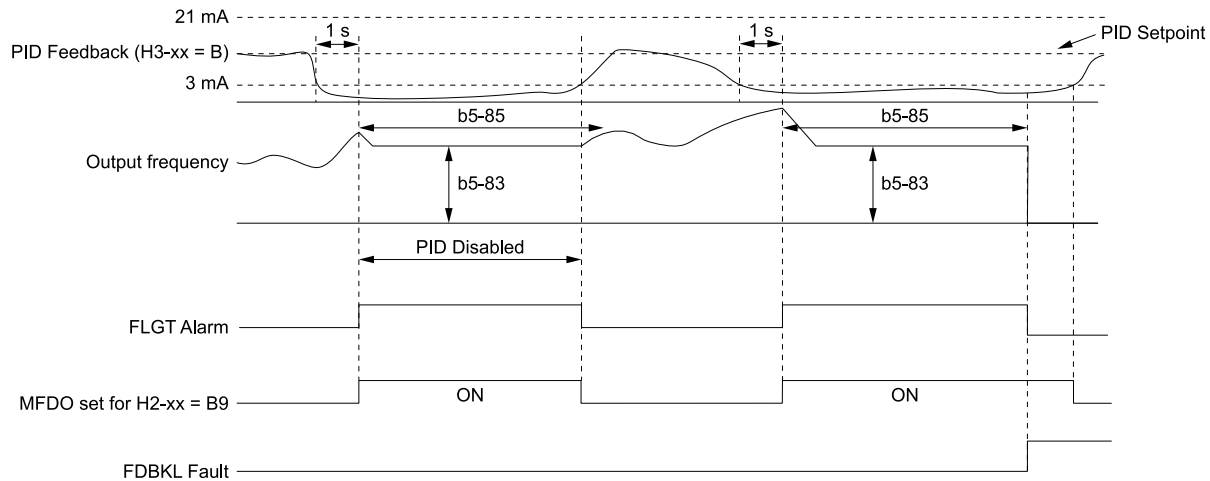 21 mA
1 s
1 s
PID Setpoint
PID Feedback (H3-xx = B)
3 mA
b5-85
b5-85
Output frequency
b5-83
b5-83
PID Disabled
FLGT Alarm
ON
ON
MFDO set for H2-xx = B9
FDBKL Fault